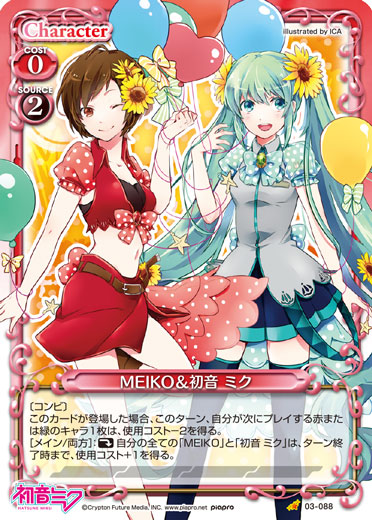 Character
illustrated by ICA
COST
0
SOURCE
2
MEIKO&初音 ミク
〔コンビ〕
このカードが登場した場合、このターン、自分が次にプレイする赤または緑のキャラ1枚は、使用コスト-2を得る。
[メイン/両方]: 自分の全ての「MEIKO」と「初音 ミク」は、ターン終了時まで、使用コスト+1を得る。
初音ミク
HATSUNE MIKU
©Crypton Future Media, INC. www.piapro.net piapro
03-088